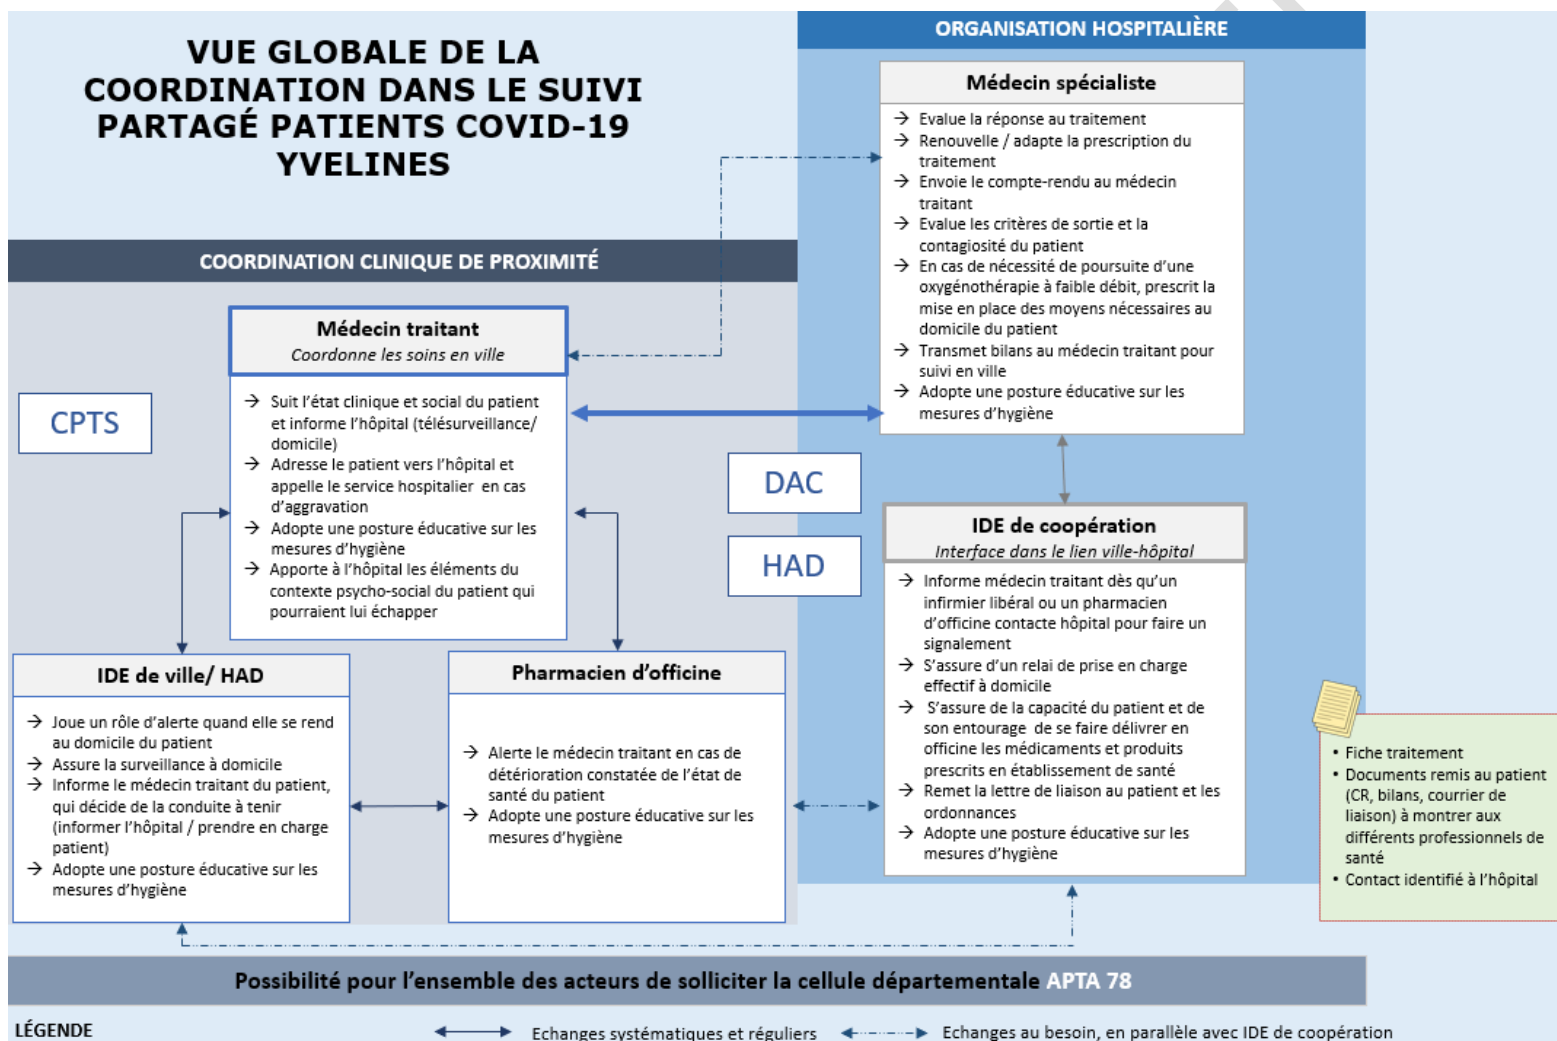 VUE GLOBALE DE LA
COORDINATION DANS LE SUIVI
PARTAGÉ PATIENTS COVID-19
YVELINES
ORGANISATION HOSPITALIÈRE
Médecin spécialiste
→ Evalue la réponse au traitement
→ Renouvelle / adapte la prescription du
traitement
→ Envoie le compte-rendu au médecin
traitant
→ Evalue les critères de sortie et la
contagiosité du patient
→ En cas de nécessité de poursuite d'une
oxygénothérapie à faible débit, prescrit la
mise en place des moyens nécessaires au
domicile du patient
→ Transmet bilans au médecin traitant pour
suivi en ville
→ Adopte une posture éducative sur les
mesures d'hygiène
COORDINATION CLINIQUE DE PROXIMITÉ
Médecin traitant
Coordonne les soins en ville
→ Suit l'état clinique et social du patient
et informe l'hôpital (télésurveillance/
domicile)
→ Adresse le patient vers l'hôpital et
appelle le service hospitalier en cas
d'aggravation
→ Adopte une posture éducative sur les
mesures d'hygiène
→ Apporte à l'hôpital les éléments du
contexte psycho-social du patient qui
pourraient lui échapper
CPTS
DAC
HAD
IDE de coopération
Interface dans le lien ville-hôpital
→ Informe médecin traitant dès qu'un
infirmier libéral ou un pharmacien
d'officine contacte hôpital pour faire un
signalement
→ S'assure d'un relai de prise en charge
effectif à domicile
→ S'assure de la capacité du patient et de
son entourage de se faire délivrer en
officine les médicaments et produits
prescrits en établissement de santé
→ Remet la lettre de liaison au patient et les
ordonnances
→ Adopte une posture éducative sur les
mesures d'hygiène
IDE de ville/ HAD
→ Joue un rôle d'alerte quand elle se rend
au domicile du patient
→ Assure la surveillance à domicile
→ Informe le médecin traitant du patient,
qui décide de la conduite à tenir
(informer l'hôpital / prendre en charge
patient)
→ Adopte une posture éducative sur les
mesures d'hygiène
Pharmacien d'officine
→ Alerte le médecin traitant en cas de
détérioration constatée de l'état de
santé du patient
→ Adopte une posture éducative sur les
mesures d'hygiène
• Fiche traitement
• Documents remis au patient
(CR, bilans, courrier de
liaison) à montrer aux
différents professionnels de
santé
• Contact identifié à l'hôpital
Possibilité pour l'ensemble des acteurs de solliciter la cellule départementale APTA 78
LÉGENDE
Echanges systématiques et réguliers
Echanges au besoin, en parallèle avec IDE de coopération